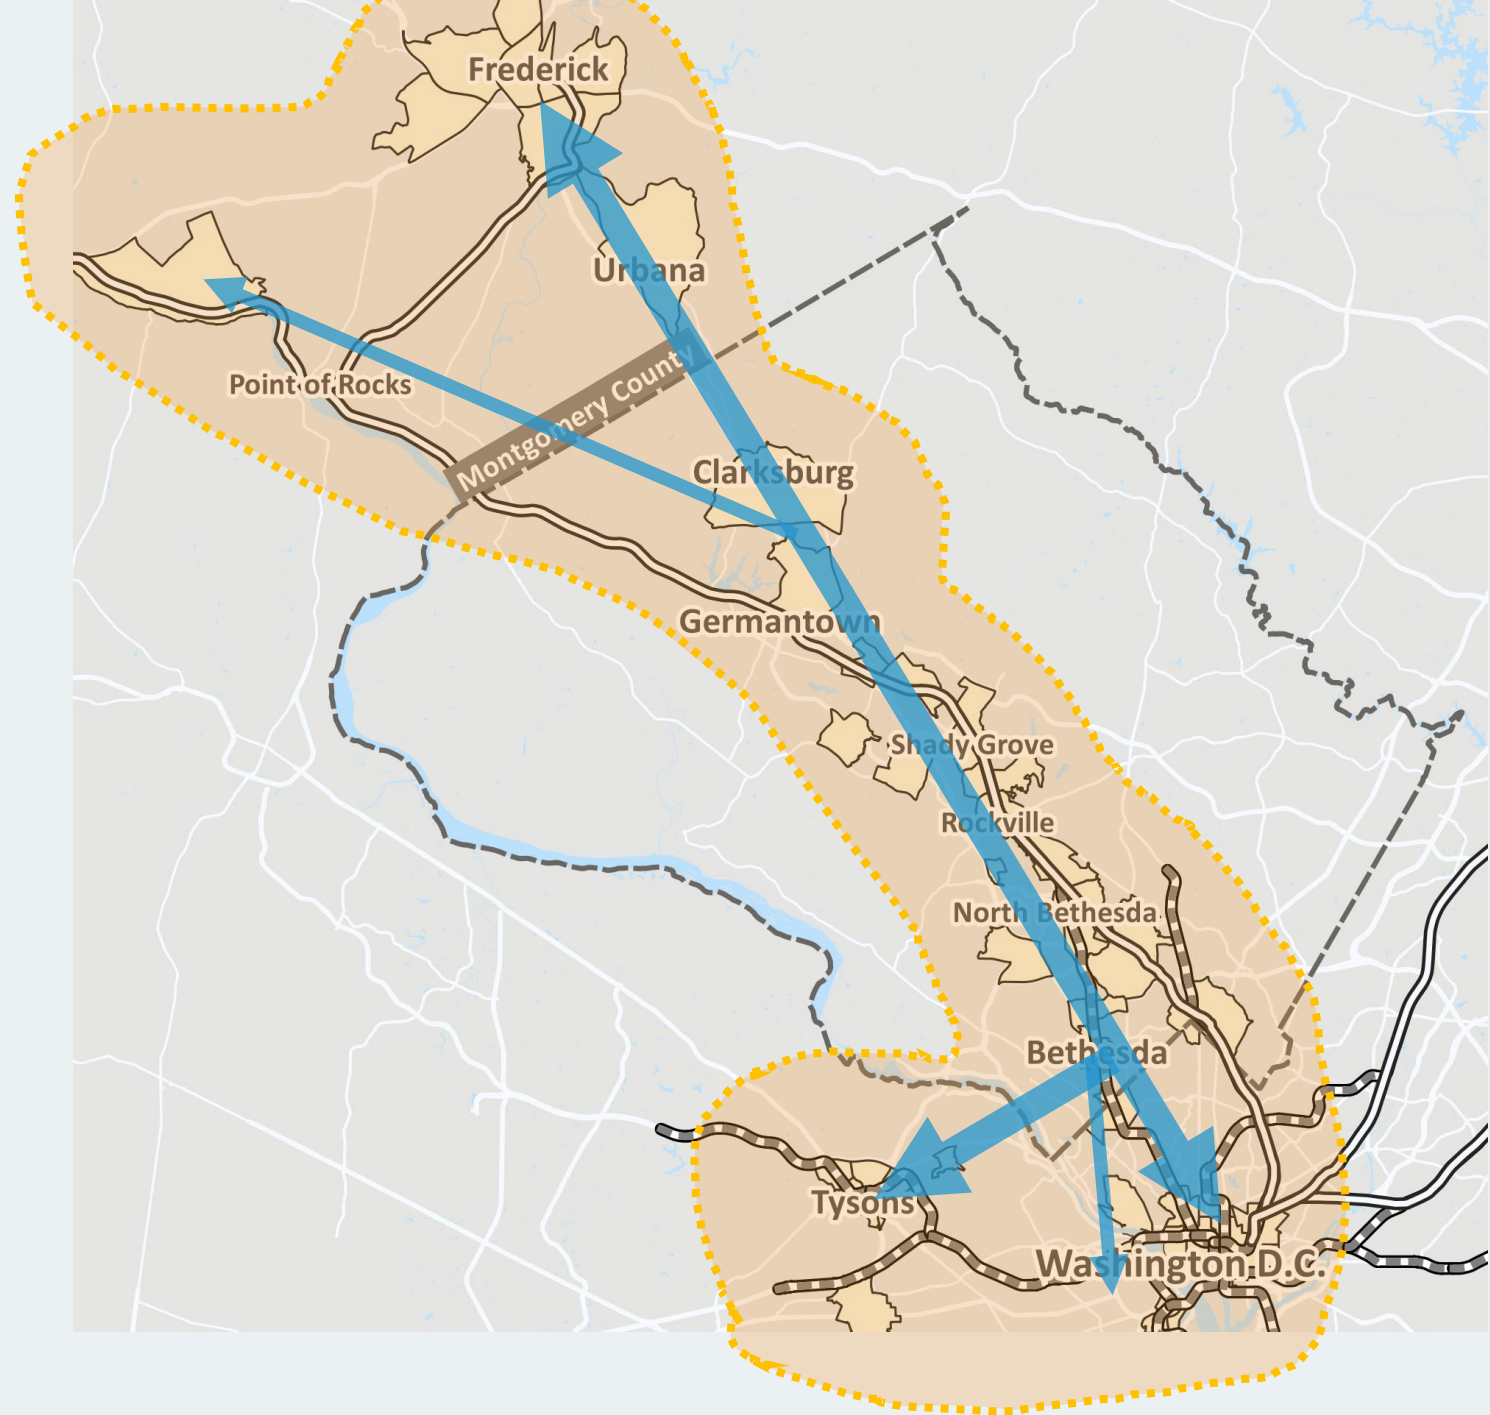 Frederick
Urbana
Point of Rocks
Montgomery County
Clarksburg
Germantown
Shady Grove
Rockville
North Bethesda
Bethesda
Tysons
Washington D.C.